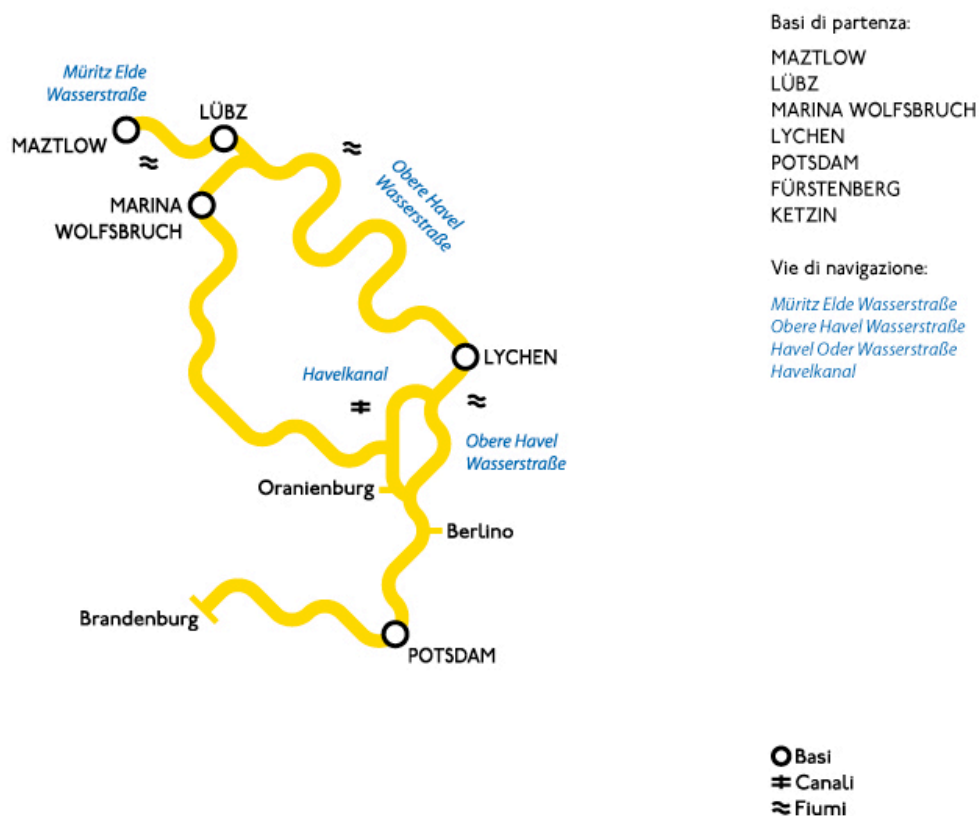 Müritz Elde
Wasserstraße
LÜBZ
MAZTLOW
MARINA
WOLFSBRUCH
Obere Havel
Wasserstraße
LYCHEN
Havelkanal
Obere Havel
Wasserstraße
Oranienburg
Berlino
Brandenburg
POTSDAM
Basi di partenza:
MAZTLOW
LÜBZ
MARINA WOLFSBRUCH
LYCHEN
POTSDAM
FÜRSTENBERG
KETZIN
Vie di navigazione:
Müritz Elde Wasserstraße
Obere Havel Wasserstraße
Havel Oder Wasserstraße
Havelkanal
Basi
Canali
Fiumi